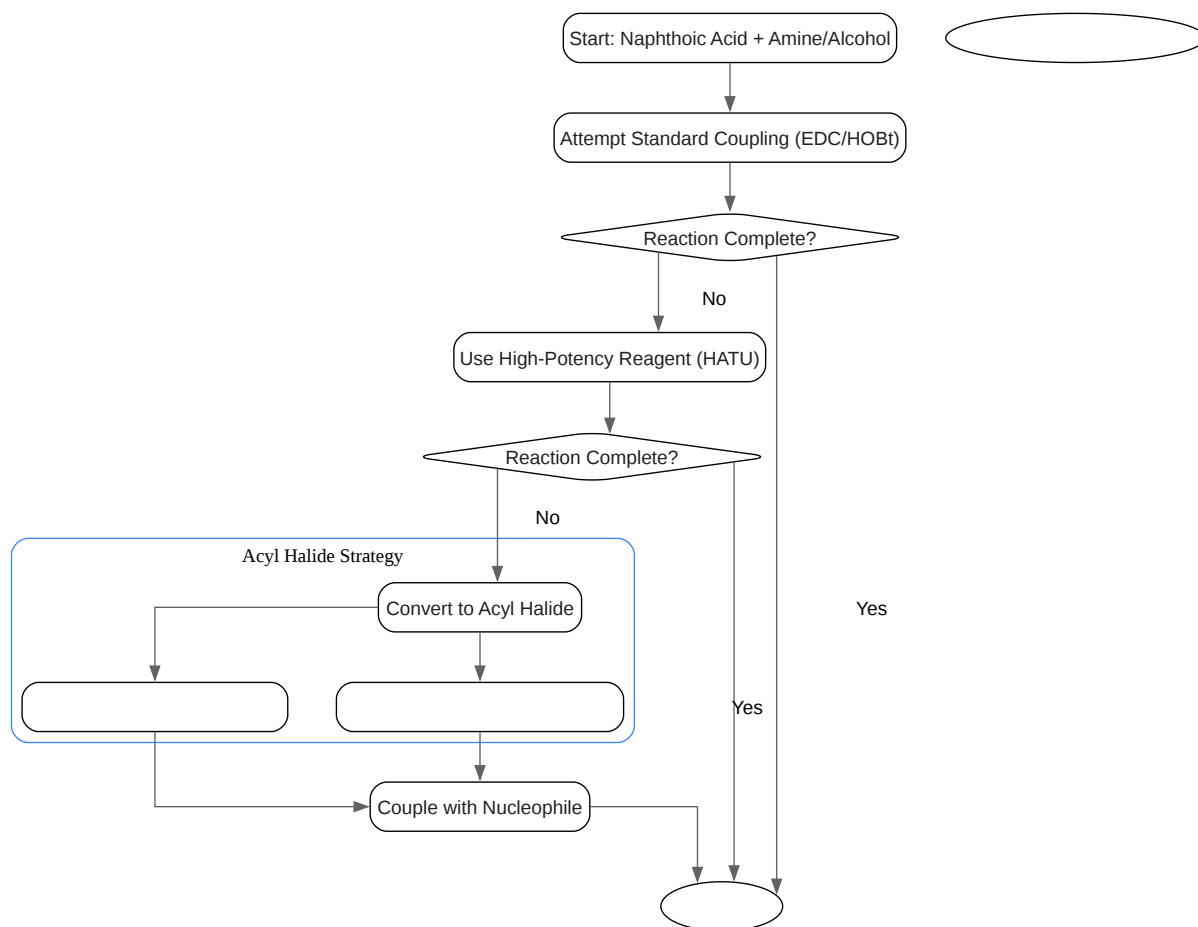 Start: Naphthoic Acid + Amine/Alcohol
Attempt Standard Coupling (EDC/HOBt)
Reaction Complete?
No
Use High-Potency Reagent (HATU)
Reaction Complete?
No
Acyl Halide Strategy
Convert to Acyl Halide
Yes
Yes
Couple with Nucleophile